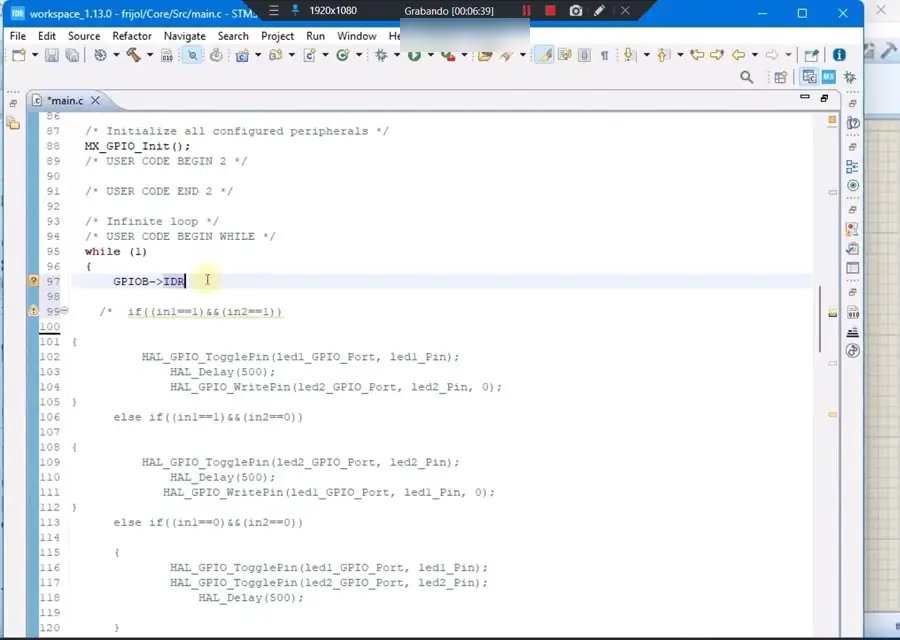 IDE workspace_1.13.0 - frijol/Core/Src/main.c - STM3
1920x1080
Grabando [00:06:39]
File Edit Source Refactor Navigate Search Project Run Window He
*main.c
86
87 /* Initialize all configured peripherals */
88 MX_GPIO_Init();
89 /* USER CODE BEGIN 2 */
90
91 /* USER CODE END 2 */
92
93 /* Infinite loop */
94 /* USER CODE BEGIN WHILE */
95 while (1)
96 {
97 GPIOB->IDR
98
99 /* if((in1==1)&&(in2==1))
100
101 {
102 HAL_GPIO_TogglePin(led1_GPIO_Port, led1_Pin);
103 HAL_Delay(500);
104 HAL_GPIO_WritePin(led2_GPIO_Port, led2_Pin, 0);
105 }
106 else if((in1==1)&&(in2==0))
107
108 {
109 HAL_GPIO_TogglePin(led2_GPIO_Port, led2_Pin);
110 HAL_Delay(500);
111 HAL_GPIO_WritePin(led1_GPIO_Port, led1_Pin, 0);
112 }
113 else if((in1==0)&&(in2==0))
114
115 {
116 HAL_GPIO_TogglePin(led1_GPIO_Port, led1_Pin);
117 HAL_GPIO_TogglePin(led2_GPIO_Port, led2_Pin);
118 HAL_Delay(500);
119
120 }